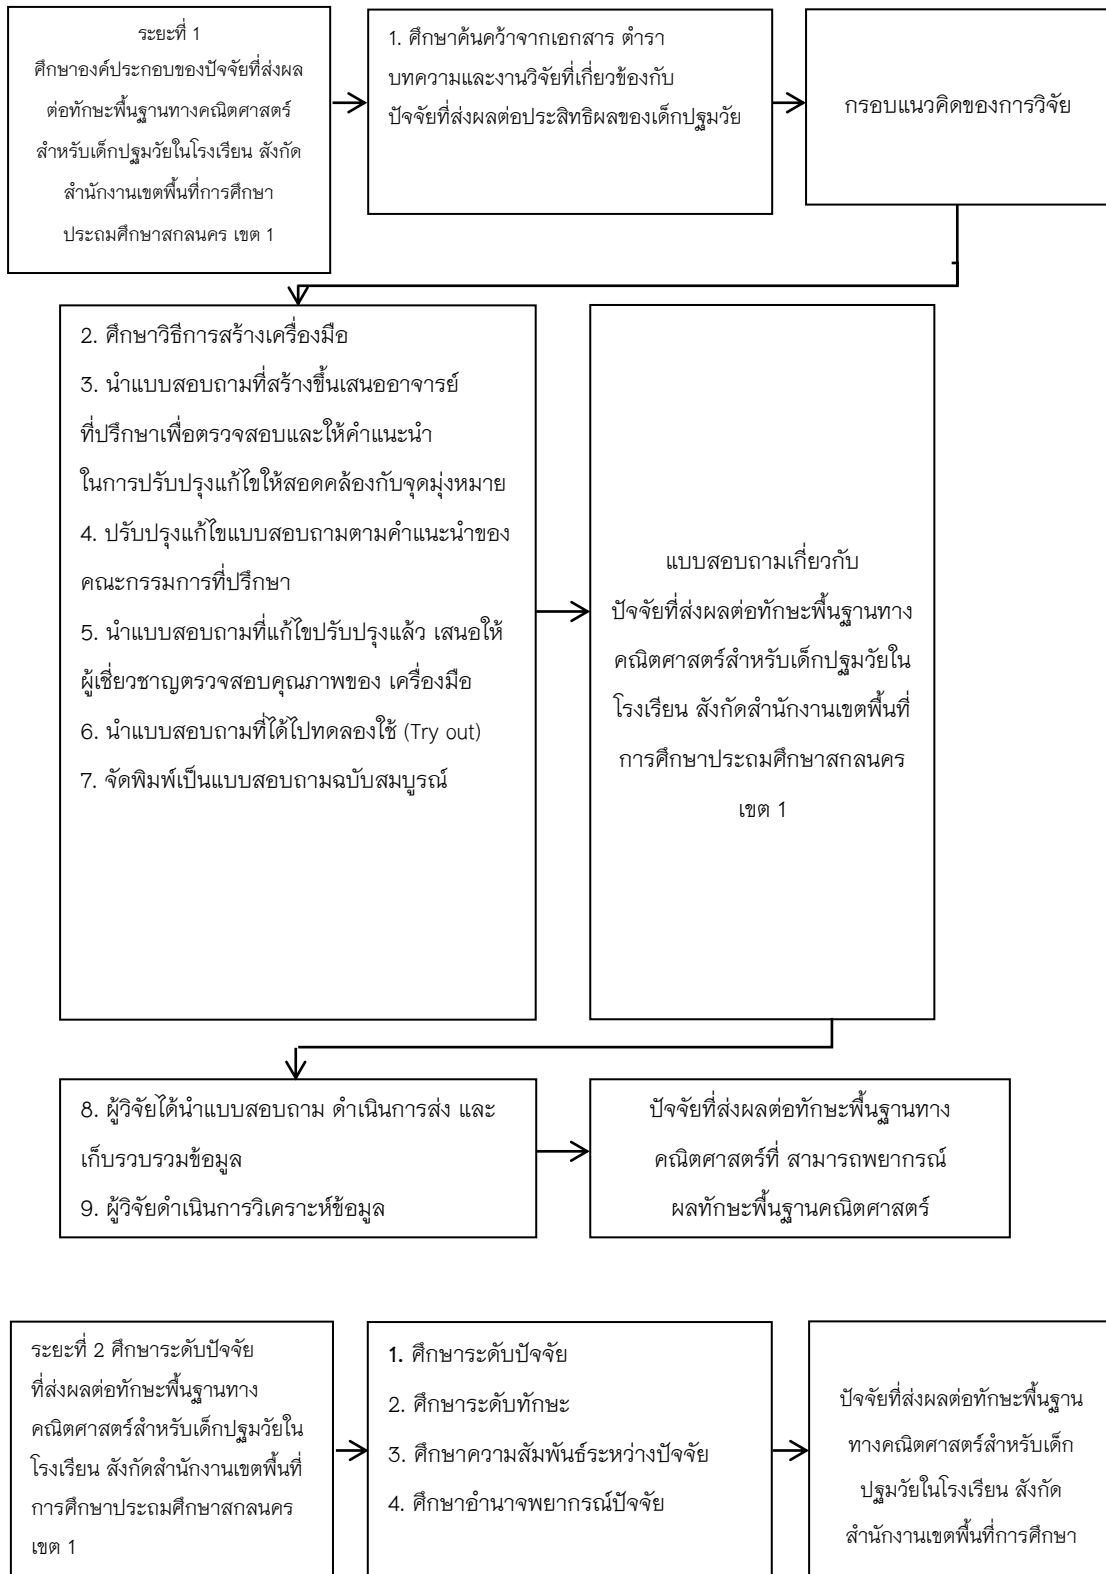 ระยะที่ 1
ศึกษาองค์ประกอบของปัจจัยที่ส่งผล
ต่อทักษะพื้นฐานทางคณิตศาสตร์
สำหรับเด็กปฐมวัยในโรงเรียน สังกัด
สำนักงานเขตพื้นที่การศึกษา
ประถมศึกษาสกลนคร เขต 1
1. ศึกษาค้นคว้าจากเอกสาร ตำรา
บทความและงานวิจัยที่เกี่ยวข้องกับ
ปัจจัยที่ส่งผลต่อประสิทธิผลของเด็กปฐมวัย
กรอบแนวคิดของการวิจัย
2. ศึกษาวิธีการสร้างเครื่องมือ
3. นำแบบสอบถามที่สร้างขึ้นเสนออาจารย์
ที่ปรึกษาเพื่อตรวจสอบและให้คำแนะนำ
ในการปรับปรุงแก้ไขให้สอดคล้องกับจุดมุ่งหมาย
4. ปรับปรุงแก้ไขแบบสอบถามตามคำแนะนำของ
คณะกรรมการที่ปรึกษา
5. นำแบบสอบถามที่แก้ไขปรับปรุงแล้ว เสนอให้
ผู้เชี่ยวชาญตรวจสอบคุณภาพของ เครื่องมือ
6. นำแบบสอบถามที่ได้ไปทดลองใช้ (Try out)
7. จัดพิมพ์เป็นแบบสอบถามฉบับสมบูรณ์
แบบสอบถามเกี่ยวกับ
ปัจจัยที่ส่งผลต่อทักษะพื้นฐานทาง
คณิตศาสตร์สำหรับเด็กปฐมวัยใน
โรงเรียน สังกัดสำนักงานเขตพื้นที่
การศึกษาประถมศึกษาสกลนคร
เขต 1
8. ผู้วิจัยได้นำแบบสอบถาม ดำเนินการส่ง และ
เก็บรวบรวมข้อมูล
9. ผู้วิจัยดำเนินการวิเคราะห์ข้อมูล
ปัจจัยที่ส่งผลต่อทักษะพื้นฐานทาง
คณิตศาสตร์ที่ สามารถพยากรณ์
ผลทักษะพื้นฐานคณิตศาสตร์
ระยะที่ 2 ศึกษาระดับปัจจัย
ที่ส่งผลต่อทักษะพื้นฐานทาง
คณิตศาสตร์สำหรับเด็กปฐมวัยใน
โรงเรียน สังกัดสำนักงานเขตพื้นที่
การศึกษาประถมศึกษาสกลนคร
เขต 1
1. ศึกษาระดับปัจจัย
2. ศึกษาระดับทักษะ
3. ศึกษาความสัมพันธ์ระหว่างปัจจัย
4. ศึกษาอำนาจพยากรณ์ปัจจัย
ปัจจัยที่ส่งผลต่อทักษะพื้นฐาน
ทางคณิตศาสตร์สำหรับเด็ก
ปฐมวัยในโรงเรียน สังกัด
สำนักงานเขตพื้นที่การศึกษา